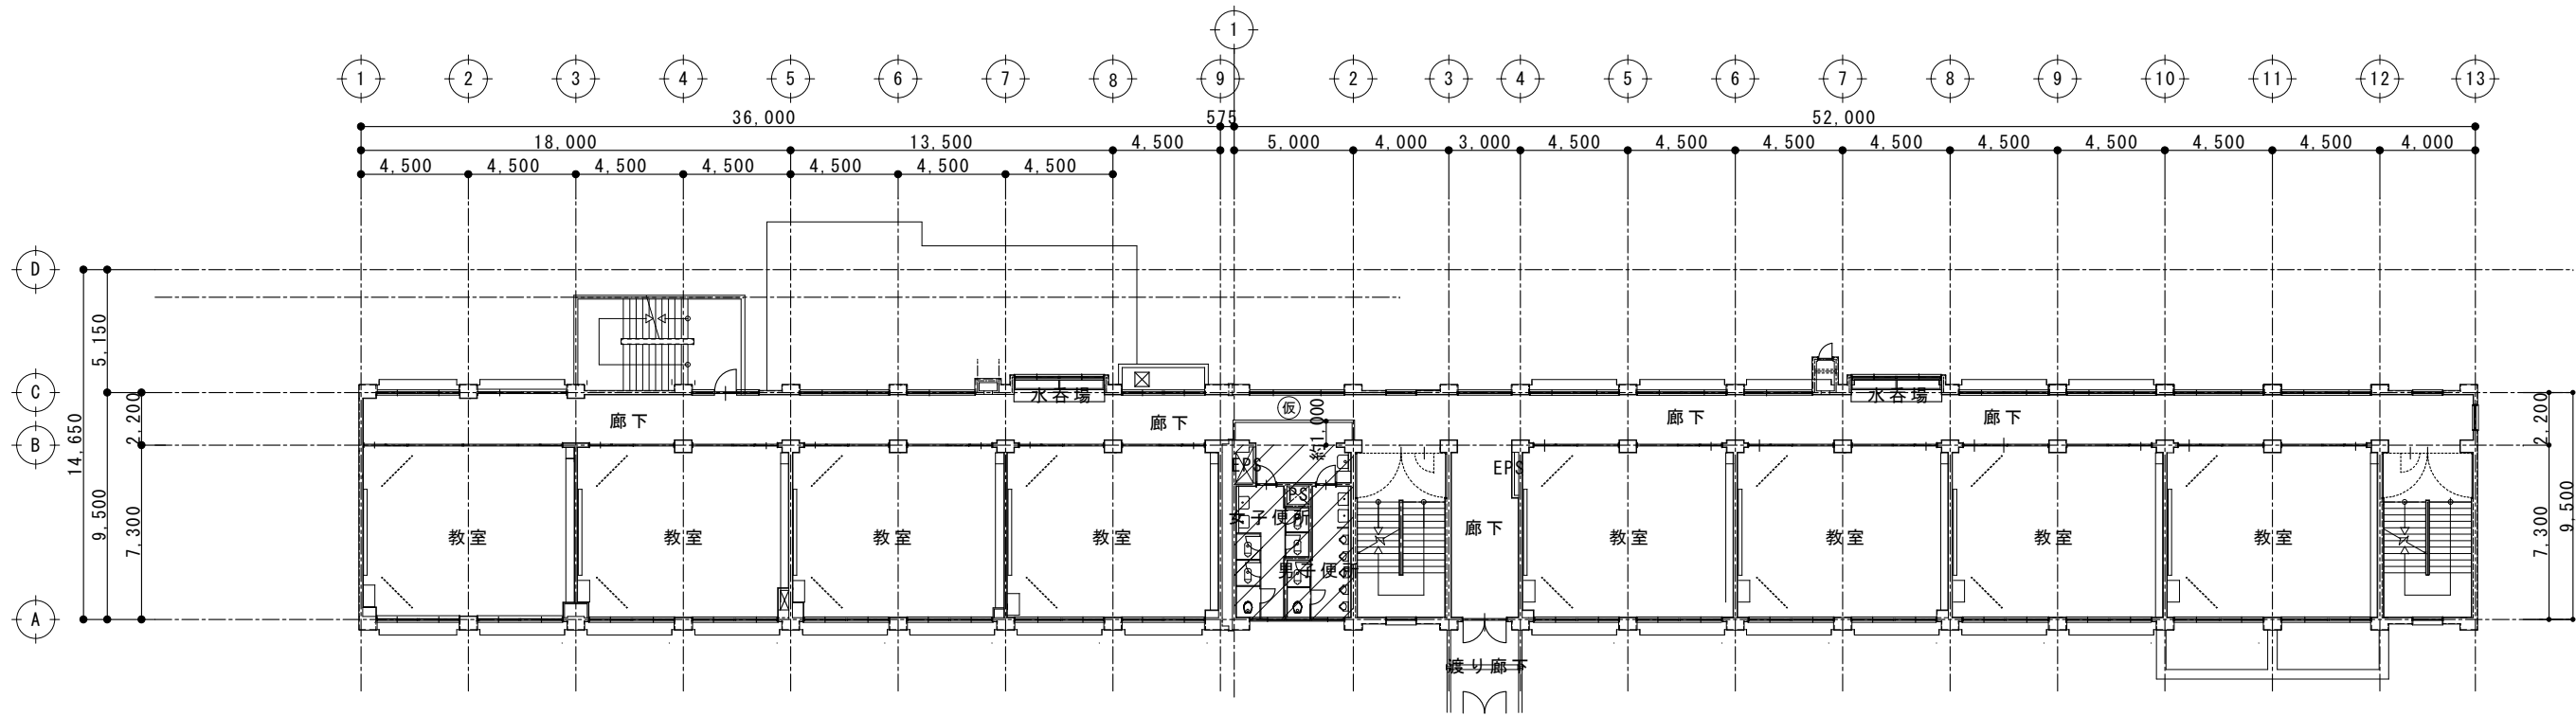 1
1 2 3 4 5 6 7 8 9 2 3 4 5 6 7 8 9 10 11 12 13
36,000 575 52,000
18,000 13,500 4,500 5,000 4,000 3,000 4,500 4,500 4,500 4,500 4,500 4,500 4,500 4,500 4,000
4,500 4,500 4,500 4,500 4,500 4,500 4,500
D
5,150
C
水呑場 水呑場
仮
約1,000
2,200 廊下 廊下 廊下 廊下 2,200
B
14,650
EPS EPS
PS
9,500 女子便所 9,500
7,300 教室 教室 教室 教室 廊下 教室 教室 教室 教室 7,300
男子便所
A
渡り廊下